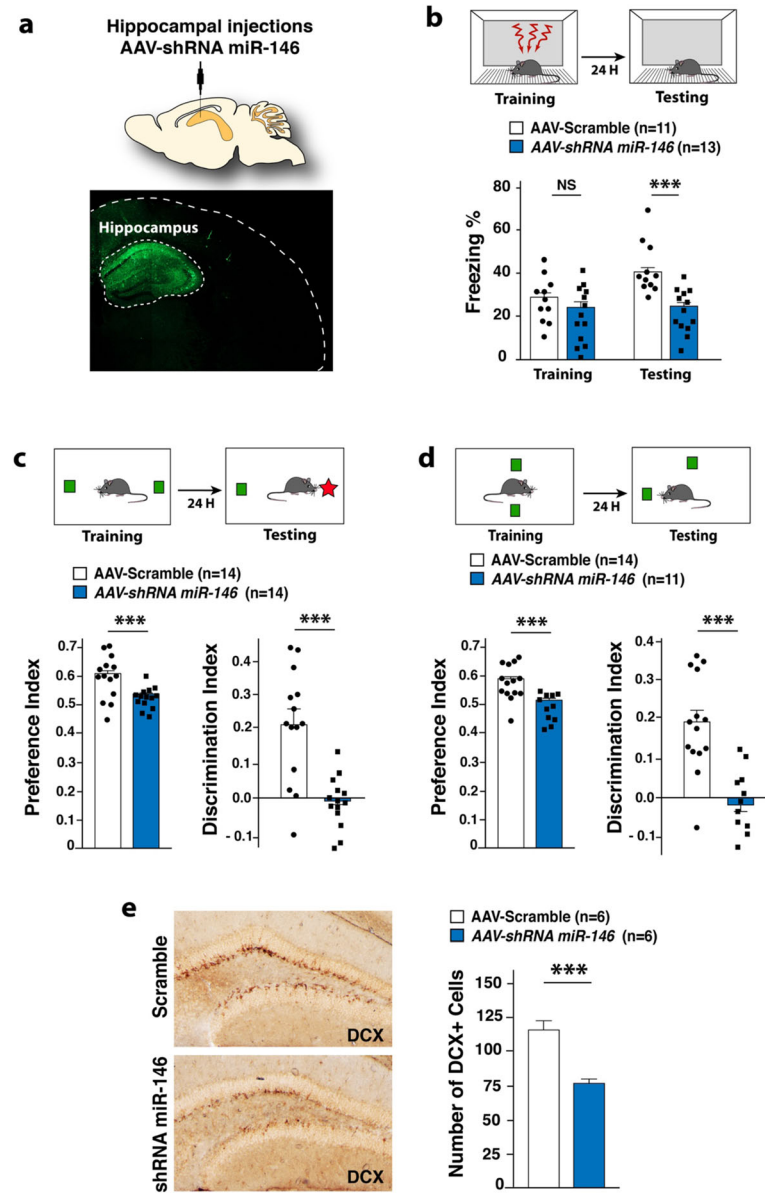 a
Hippocampal injections
AAV-shRNA miR-146
Hippocampus
b
24 H
Training
Testing
AAV-Scramble (n=11)
AAV-shRNA miR-146 (n=13)
Freezing %
80
60
40
20
0
NS
***
Training
Testing
c
24 H
Training
Testing
AAV-Scramble (n=14)
AAV-shRNA miR-146 (n=14)
Preference Index
0.7
0.6
0.5
0.4
0.3
0.2
0.1
***
Discrimination Index
0.4
0.3
0.2
0.1
0.0
- 0.1
***
d
24 H
Training
Testing
AAV-Scramble (n=14)
AAV-shRNA miR-146 (n=11)
Preference Index
0.7
0.6
0.5
0.4
0.3
0.2
0.1
***
Discrimination Index
0.4
0.2
0.0
- 0.1
***
e
Scramble
DCX
shRNA miR-146
DCX
AAV-Scramble (n=6)
AAV-shRNA miR-146 (n=6)
Number of DCX+ Cells
150
125
100
75
50
25
0
***